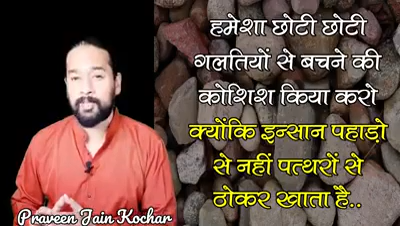 हमेशा छोटी छोटी
गलतियों से बचने की
कोशिश किया करो
क्योंकि इन्सान पहाड़ो
से नहीं पत्थरों से
ठोकर खाता है..
Praveen Jain Kochar